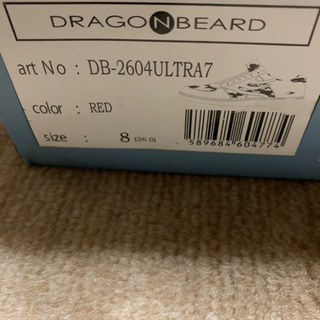 DRAGONBEARD
art No : DB-2604ULTRA7
color : RED
size : 8 (26.0)
589684604774